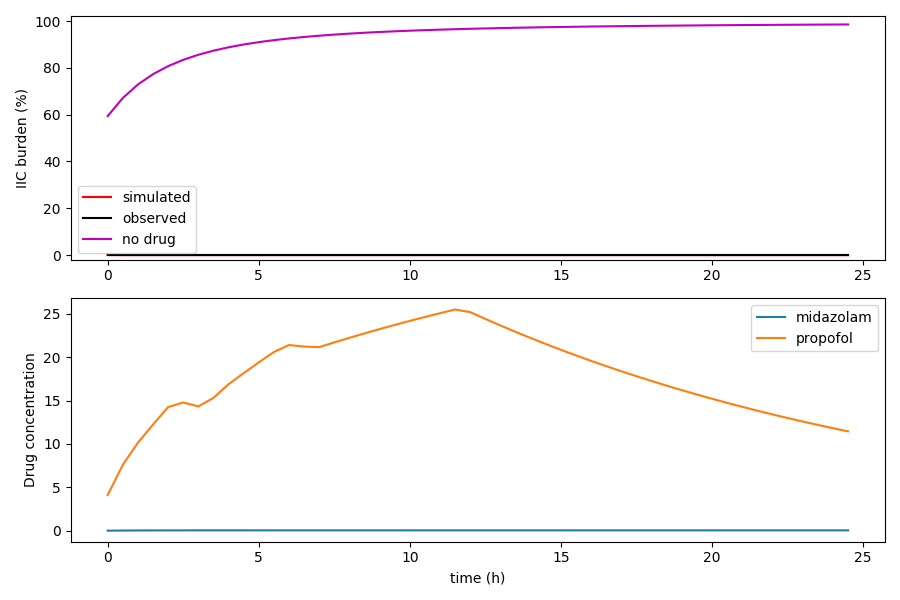 100
80
60
40
20
0
IIC burden (%)
simulated
observed
no drug
0 5 10 15 20 25
25
20
15
10
5
0
Drug concentration
midazolam
propofol
0 5 10 15 20 25
time (h)